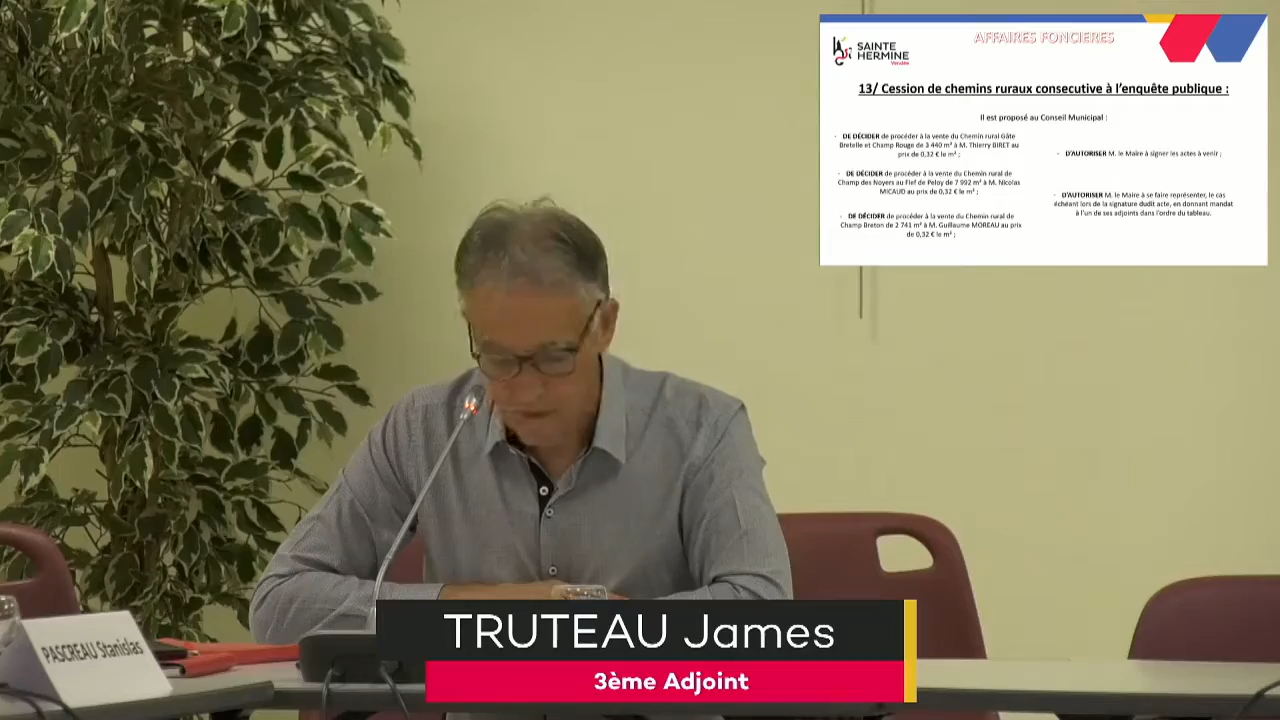 AFFAIRES FONCIERES
SAINTE
HERMINE
Vendée
13/ Cession de chemins ruraux consecutive à l'enquête publique :
Il est proposé au Conseil Municipal :
- DE DÉCIDER de procéder à la vente du Chemin rural Gâte
Bretelle et Champ Rouge de 3 440 m² à M. Thierry BIRET au
prix de 0,32 € le m² ;
- DE DÉCIDER de procéder à la vente du Chemin rural de
Champ des Noyers au Fief de Peloy de 7 992 m² à M. Nicolas
MICAUD au prix de 0,32 € le m² ;
- DE DÉCIDER de procéder à la vente du Chemin rural de
Champ Breton de 2 741 m² à M. Guillaume MOREAU au prix
de 0,32 € le m² ;
- D'AUTORISER M. le Maire à signer les actes à venir ;
- D'AUTORISER M. le Maire à se faire représenter, le cas
échéant lors de la signature dudit acte, en donnant mandat
à l'un de ses adjoints dans l'ordre du tableau.
PASCREAU Stanislas
TRUTEAU James
3ème Adjoint